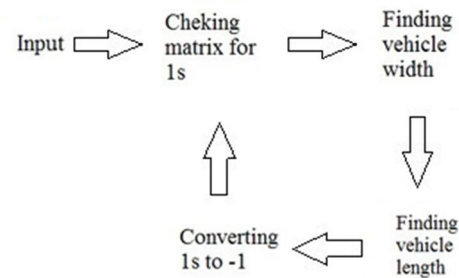 Input
Cheking
matrix for
1s
Finding
vehicle
width
Finding
vehicle
length
Converting
1s to -1